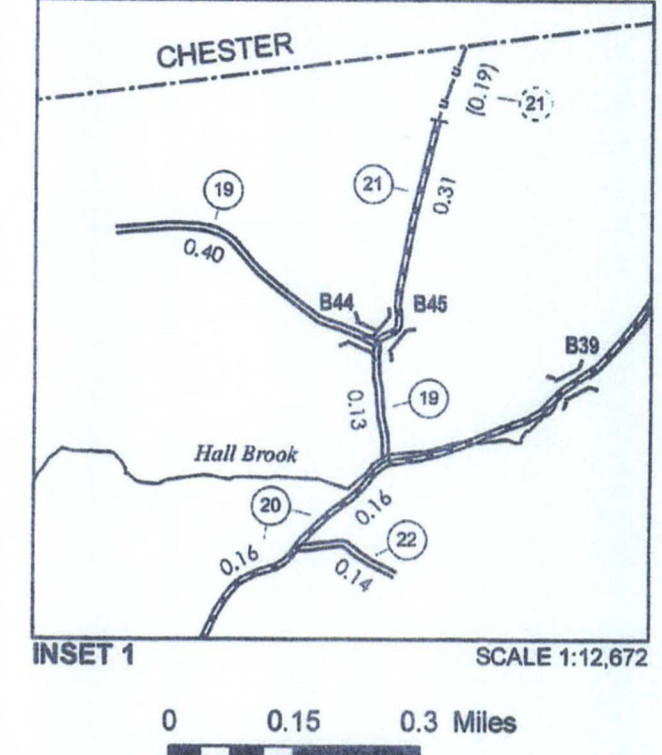 CHESTER
(0.19)
21
21
0.31
19
0.40
B44
B45
B39
0.13
19
Hall Brook
20
0.16
0.16
22
0.14
INSET 1
SCALE 1:12,672
0 0.15 0.3 Miles